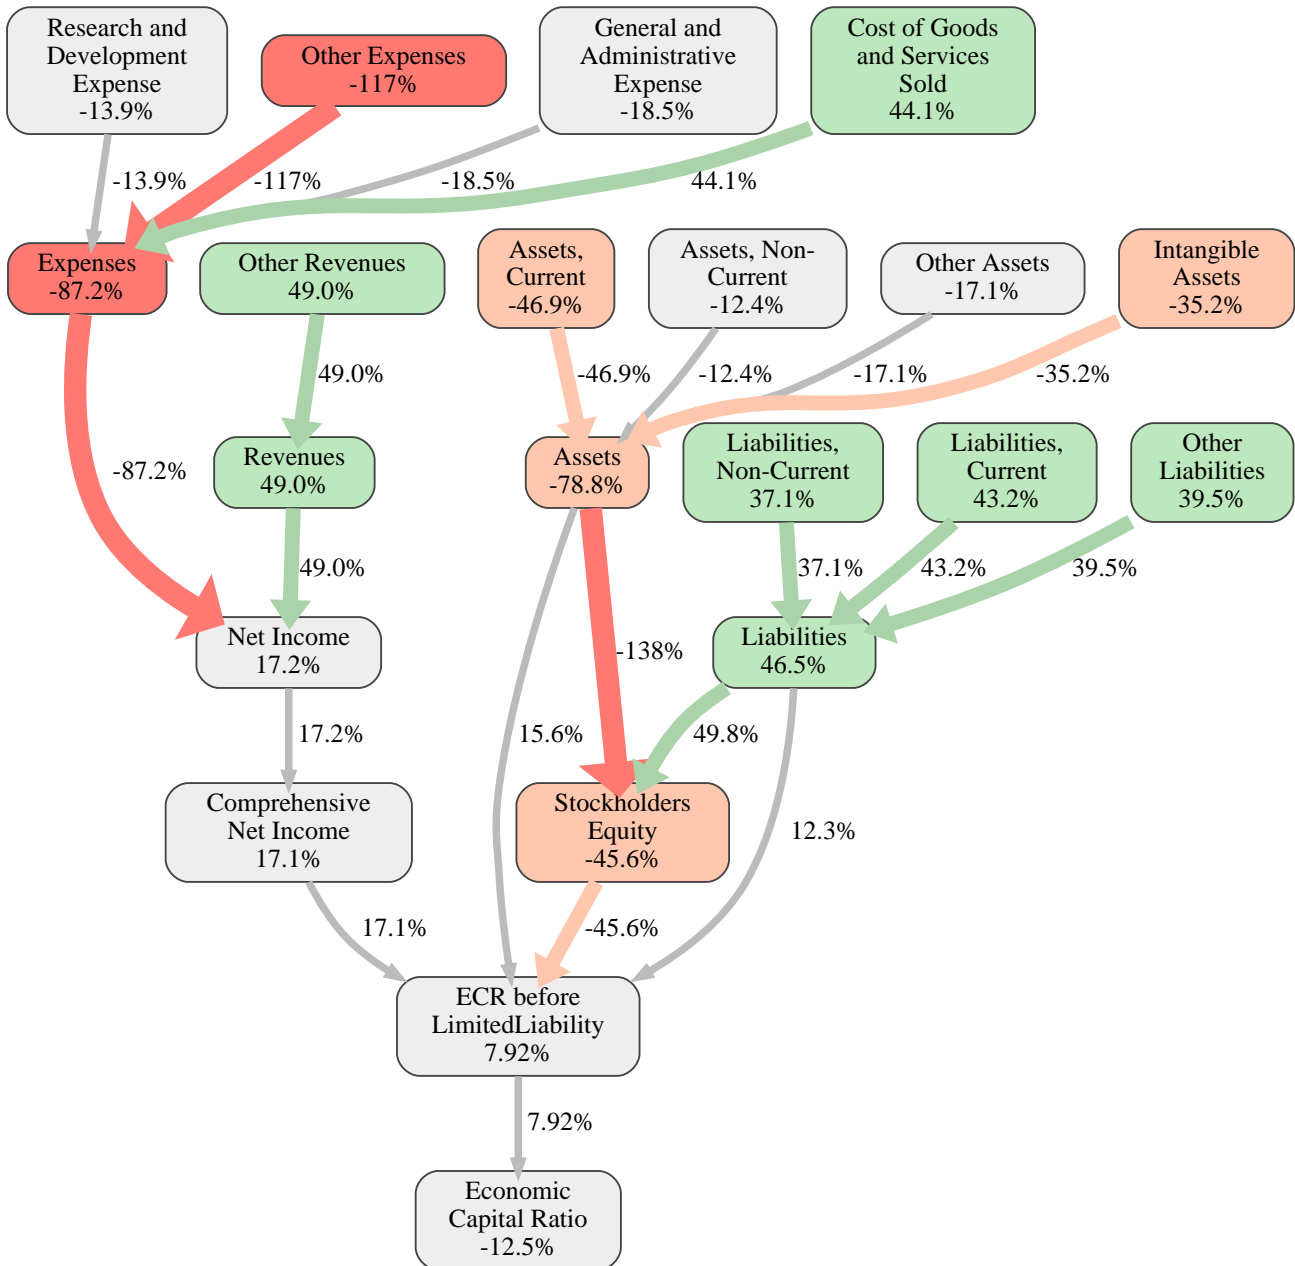 Research and
Development
Expense
-13.9%
Other Expenses
-117%
General and
Administrative
Expense
-18.5%
Cost of Goods
and Services
Sold
44.1%
-13.9%
-117%
-18.5%
44.1%
Expenses
-87.2%
Other Revenues
49.0%
Assets,
Current
-46.9%
Assets, Non-
Current
-12.4%
Other Assets
-17.1%
Intangible
Assets
-35.2%
49.0%
-46.9%
-12.4%
-17.1%
-35.2%
-87.2%
Revenues
49.0%
Assets
-78.8%
Liabilities,
Non-Current
37.1%
Liabilities,
Current
43.2%
Other
Liabilities
39.5%
49.0%
37.1%
43.2%
39.5%
Net Income
17.2%
-138%
Liabilities
46.5%
17.2%
15.6%
49.8%
Comprehensive
Net Income
17.1%
Stockholders
Equity
-45.6%
12.3%
17.1%
-45.6%
ECR before
LimitedLiability
7.92%
7.92%
Economic
Capital Ratio
-12.5%